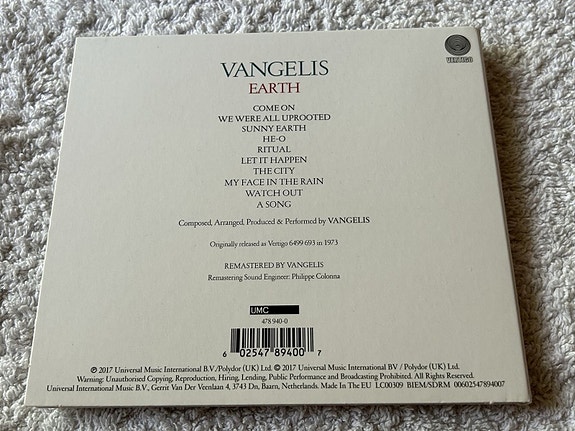 VERTIGO
VANGELIS
EARTH
COME ON
WE WERE ALL UPROOTED
SUNNY EARTH
HE-O
RITUAL
LET IT HAPPEN
THE CITY
MY FACE IN THE RAIN
WATCH OUT
A SONG
Composed, Arranged, Produced & Performed by VANGELIS
Originally released as Vertigo 6499 693 in 1973
REMASTERED BY VANGELIS
Remastering Sound Engineer: Philippe Colonna
UMC
478 940-0
6 02547 89400 7
℗ 2017 Universal Music International B.V./Polydor (UK) Ltd. © 2017 Universal Music International BV / Polydor (UK) Ltd.
Warning: Unauthorised Copying, Reproduction, Hiring, Lending, Public Performance and Broadcasting Prohibited. All Rights Reserved.
Universal International Music B.V., Gerrit Van Der Veenlaan 4, 3743 Dn, Baarn, Netherlands. Made In The EU LC00309 BIEM/SDRM 00602547894007